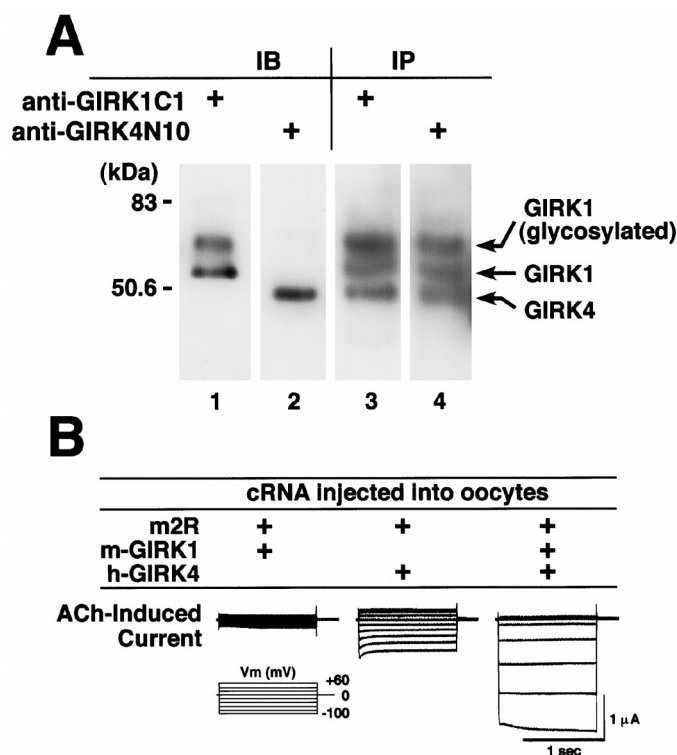 A
IB IP
anti-GIRK1C1 + +
anti-GIRK4N10 + +
(kDa)
83 -
50.6 -
GIRK1
(glycosylated)
GIRK1
GIRK4
1 2 3 4
B
cRNA injected into oocytes
m2R + + +
m-GIRK1 + +
h-GIRK4 + +
ACh-Induced
Current
Vm (mV)
+60
0
-100
1 μA
1 sec